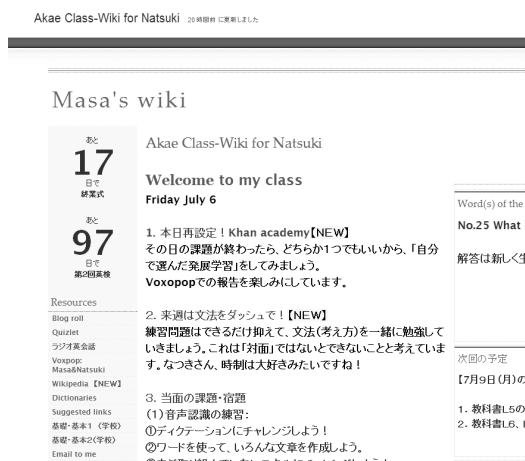 Akae Class-Wiki for Natsuki 20時間前 に更新しました
Masa's wiki
あと
17
日で
終業式
あと
97
日で
第2回英検
Resources
Blog roll
Quizlet
ラジオ英会話
Voxpop:
Masa&Natsuki
Wikipedia 【NEW】
Dictionaries
Suggested links
基礎・基本1 (学校)
基礎・基本2(学校)
Email to me
Akae Class-Wiki for Natsuki
Welcome to my class
Friday July 6
1. 本日再設定！Khan academy【NEW】
その日の課題が終わったら、どちらか1つでもいいから、「自分
で選んだ発展学習」をしてみましょう。
Voxopopでの報告を楽しみにしています。
2. 来週は文法をダッシュで！【NEW】
練習問題はできるだけ抑えて、文法(考え方)を一緒に勉強して
いきましょう。これは「対面」ではないとできないことと考えていま
す。なつきさん、時制は大好きみたいですね！
3. 当面の課題・宿題
(1)音声認識の練習：
①ディクテーションにチャレンジしよう！
②ワードを使って、いろんな文章を作成しよう。
Word(s) of the
No.25 What
解答は新しく
次回の予定
【7月9日(月)の
1. 教科書L5の
2. 教科書L6、